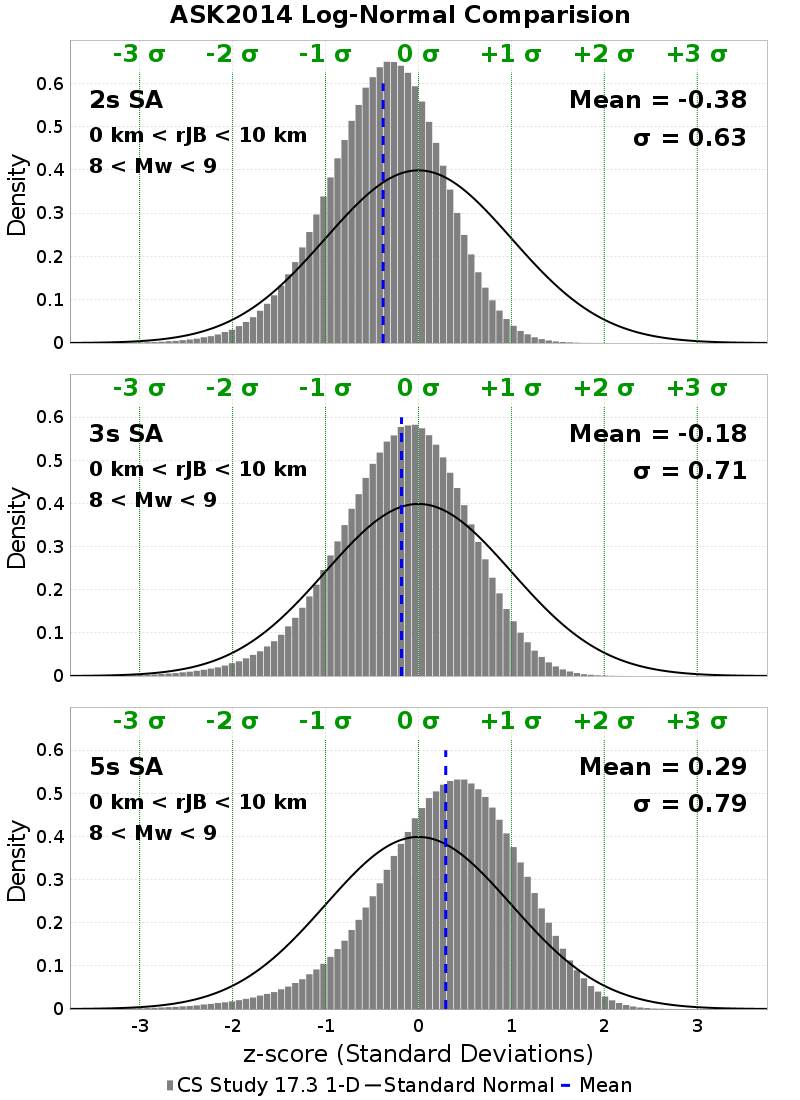 ASK2014 Log-Normal Comparision
-3 σ -2 σ -1 σ 0 σ +1 σ +2 σ +3 σ
0.6
2s SA Mean = -0.38
0.5
0 km < rJB < 10 km σ = 0.63
8 < Mw < 9
0.4
Density
0.3
0.2
0.1
0
-3 σ -2 σ -1 σ 0 σ +1 σ +2 σ +3 σ
0.6
3s SA Mean = -0.18
0.5
0 km < rJB < 10 km σ = 0.71
8 < Mw < 9
0.4
Density
0.3
0.2
0.1
0
-3 σ -2 σ -1 σ 0 σ +1 σ +2 σ +3 σ
0.6
5s SA Mean = 0.29
0.5
0 km < rJB < 10 km σ = 0.79
8 < Mw < 9
0.4
Density
0.3
0.2
0.1
0
-3 -2 -1 0 1 2 3
z-score (Standard Deviations)
CS Study 17.3 1-D Standard Normal Mean